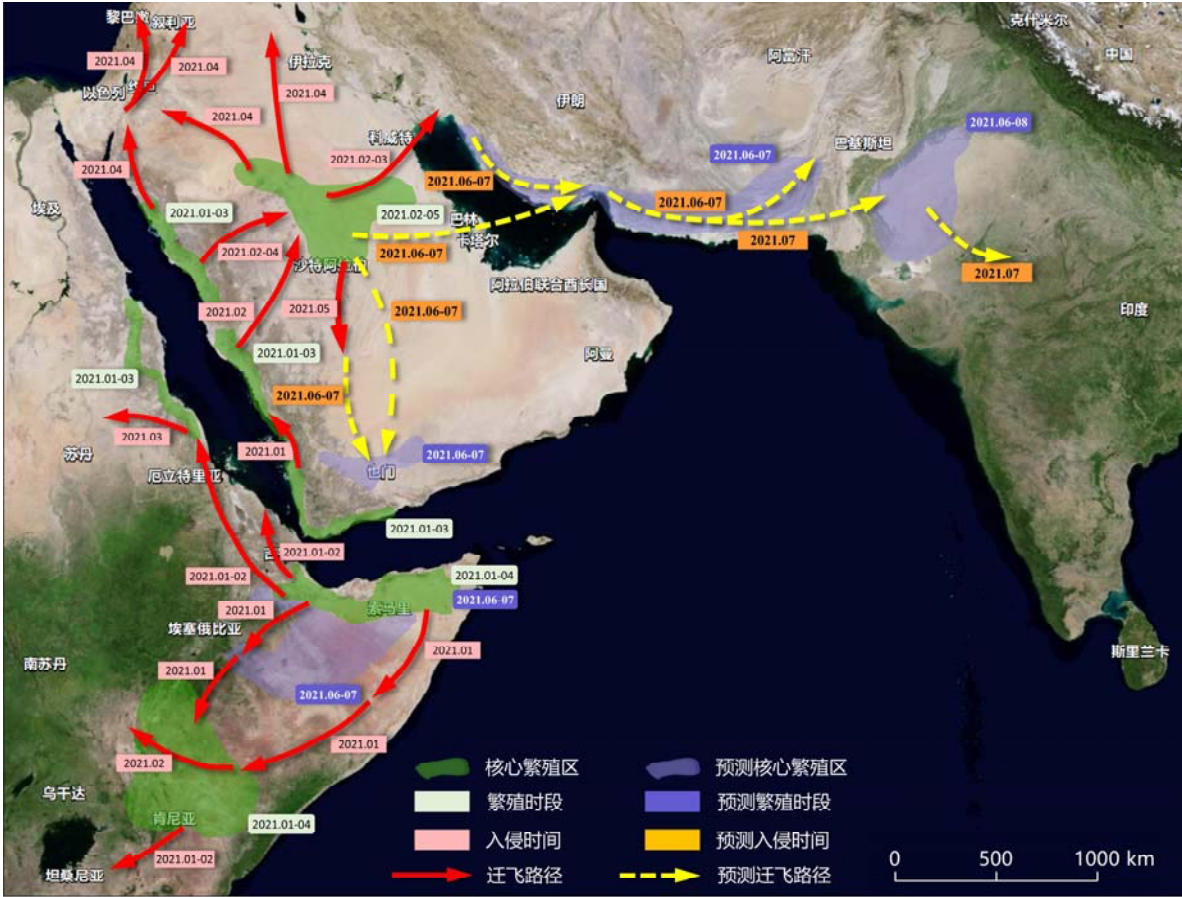 黎巴嫩
叙利亚
克什米尔
中国
2021.04
2021.04
伊拉克
阿富汗
以色列
约旦
2021.04
伊朗
2021.04
2021.06-08
科威特
巴基斯坦
2021.04
2021.02-03
2021.06-07
2021.06-07
2021.06-07
埃及
2021.01-03
2021.02-05
巴林
卡塔尔
2021.07
2021.02-04
2021.06-07
沙特阿拉伯
2021.07
阿拉伯联合酋长国
2021.02
2021.05
2021.06-07
印度
2021.01-03
阿曼
2021.01-03
2021.06-07
2021.03
苏丹
2021.01
2021.06-07
厄立特里亚
也门
2021.01-03
2021.01-02
2021.01-02
2021.01-04
2021.01
索马里
2021.06-07
埃塞俄比亚
2021.01
斯里兰卡
南苏丹
2021.01
2021.06-07
2021.01
2021.02
核心繁殖区
预测核心繁殖区
乌干达
繁殖时段
预测繁殖时段
肯尼亚
2021.01-04
入侵时间
预测入侵时间
2021.01-02
0 500 1000 km
坦桑尼亚
迁飞路径
预测迁飞路径